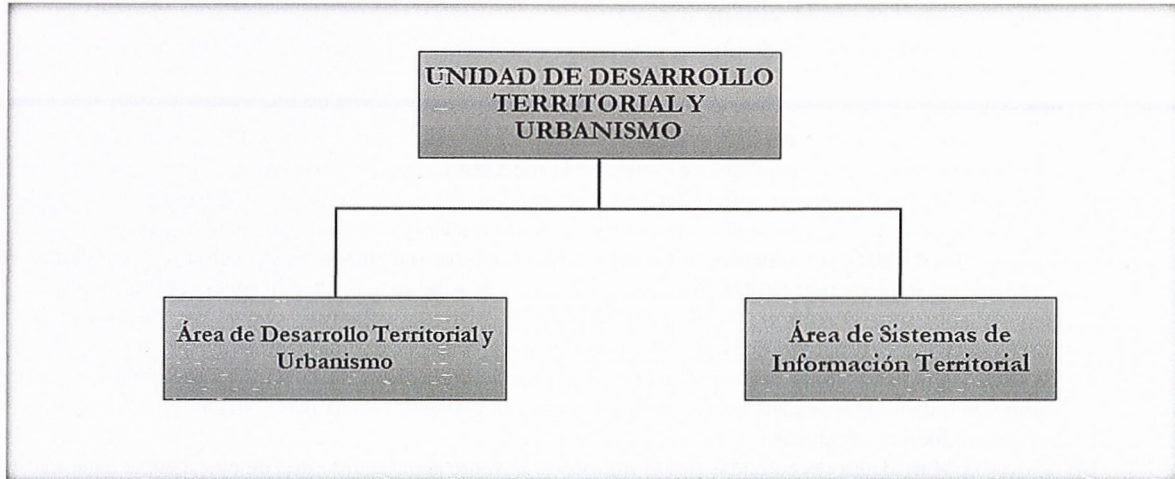 UNIDAD DE DESARROLLO
TERRITORIAL Y
URBANISMO
Área de Desarrollo Territorial y
Urbanismo
Área de Sistemas de
Información Territorial